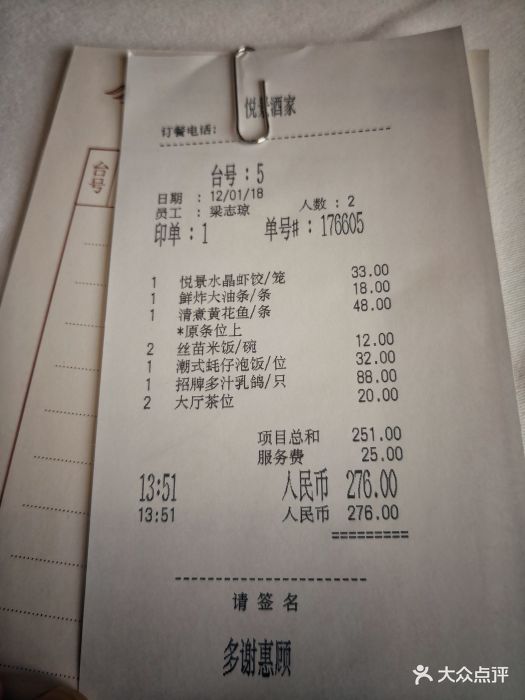 悦景酒家
订餐电话:
台号:5
日期 : 12/01/18
员工 : 梁志琼 人数 : 2
印单:1 单号#:176605
1 悦景水晶虾饺/笼 33.00
1 鲜炸大油条/条 18.00
1 清煮黄花鱼/条 48.00
*原条位上
2 丝苗米饭/碗 12.00
1 潮式蚝仔泡饭/位 32.00
1 招牌多汁乳鸽/只 88.00
2 大厅茶位 20.00
项目总和 251.00
服务费 25.00
13:51 人民币 276.00
13:51 人民币 276.00
=========
请 签 名
多谢惠顾
台号
大众点评